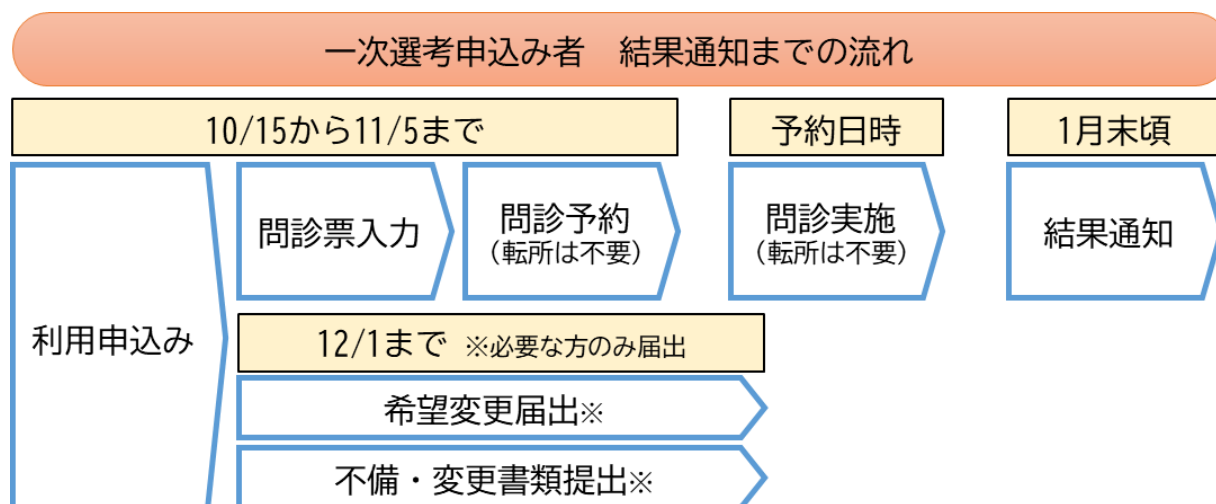 一次選考申込み者　結果通知までの流れ
10/15から11/5まで
予約日時
1月末頃
利用申込み
問診票入力
問診予約
（転所は不要）
問診実施
（転所は不要）
結果通知
12/1まで ※必要な方のみ届出
希望変更届出※
不備・変更書類提出※